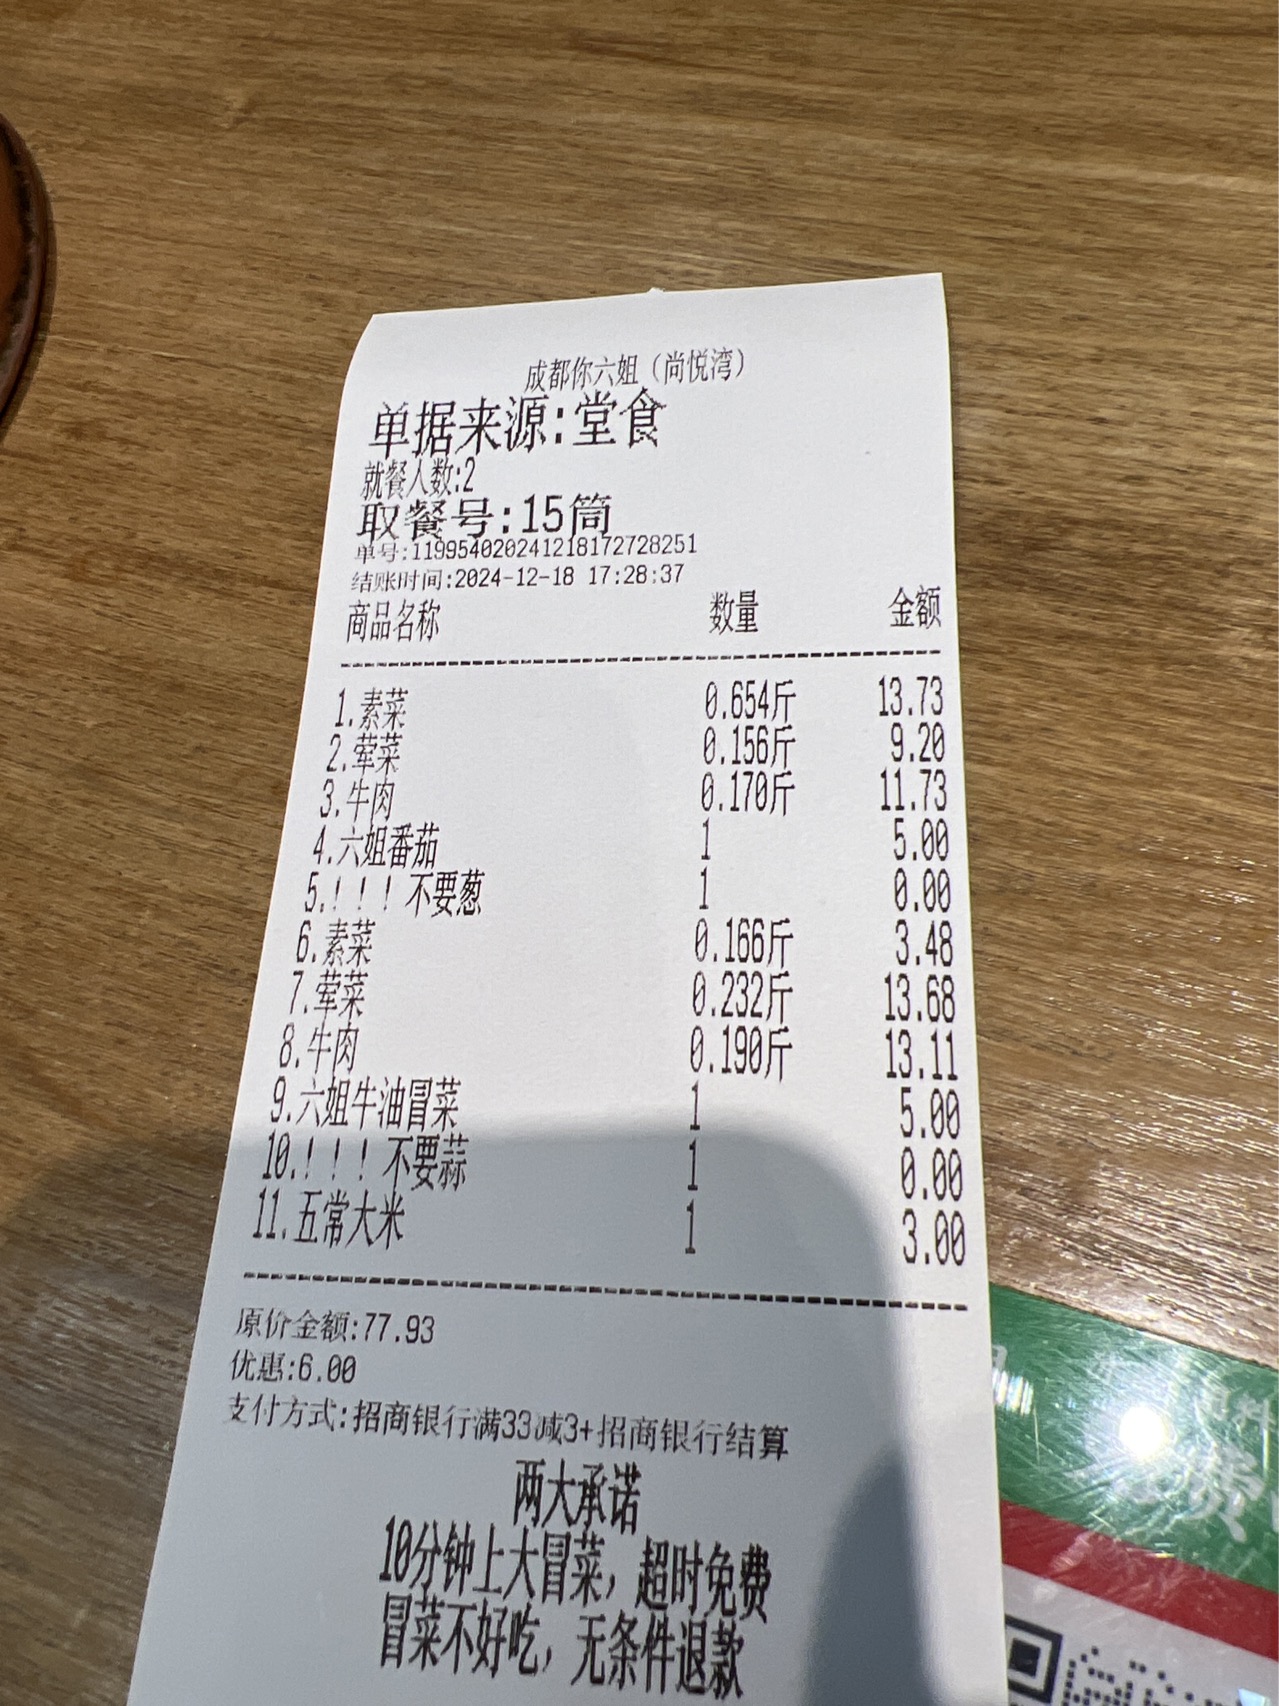 成都你六姐（尚悦湾）
单据来源:堂食
就餐人数:2
取餐号:15筒
单号:119954020241218172728251
结账时间:2024-12-18 17:28:37
商品名称 数量 金额
1.素菜 0.654斤 13.73
2.荤菜 0.156斤 9.20
3.牛肉 0.170斤 11.73
4.六姐番茄 1 5.00
5.！！！不要葱 1 0.00
6.素菜 0.166斤 3.48
7.荤菜 0.232斤 13.68
8.牛肉 0.190斤 13.11
9.六姐牛油冒菜 1 5.00
10.！！！不要蒜 1 0.00
11.五常大米 1 3.00
原价金额:77.93
优惠:6.00
支付方式:招商银行满33减3+招商银行结算
两大承诺
10分钟上大冒菜，超时免费
冒菜不好吃，无条件退款
费